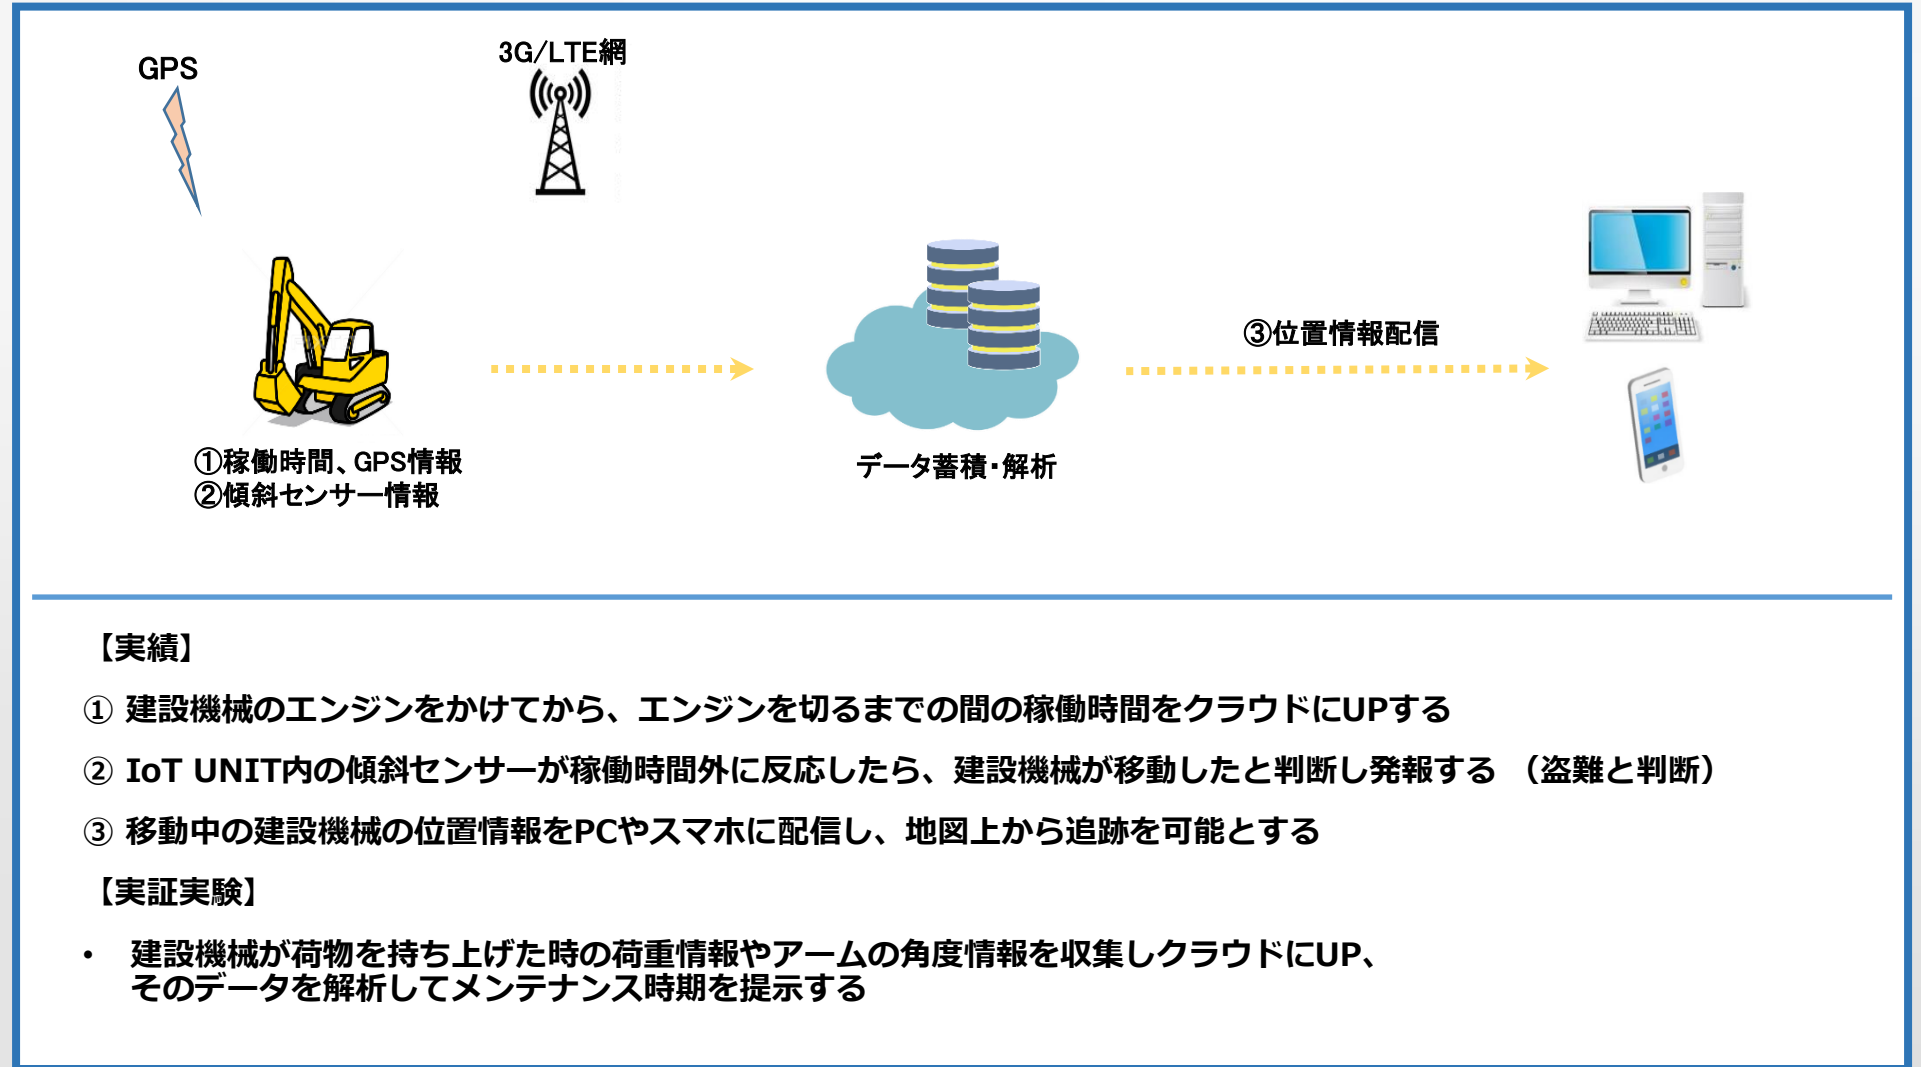 GPS
3G/LTE網
③位置情報配信
①稼働時間、GPS情報
②傾斜センサー情報
データ蓄積・解析
【実績】
① 建設機械のエンジンをかけてから、エンジンを切るまでの間の稼働時間をクラウドにUPする
② IoT UNIT内の傾斜センサーが稼働時間外に反応したら、建設機械が移動したと判断し発報する （盗難と判断）
③ 移動中の建設機械の位置情報をPCやスマホに配信し、地図上から追跡を可能とする
【実証実験】
• 建設機械が荷物を持ち上げた時の荷重情報やアームの角度情報を収集しクラウドにUP、
そのデータを解析してメンテナンス時期を提示する